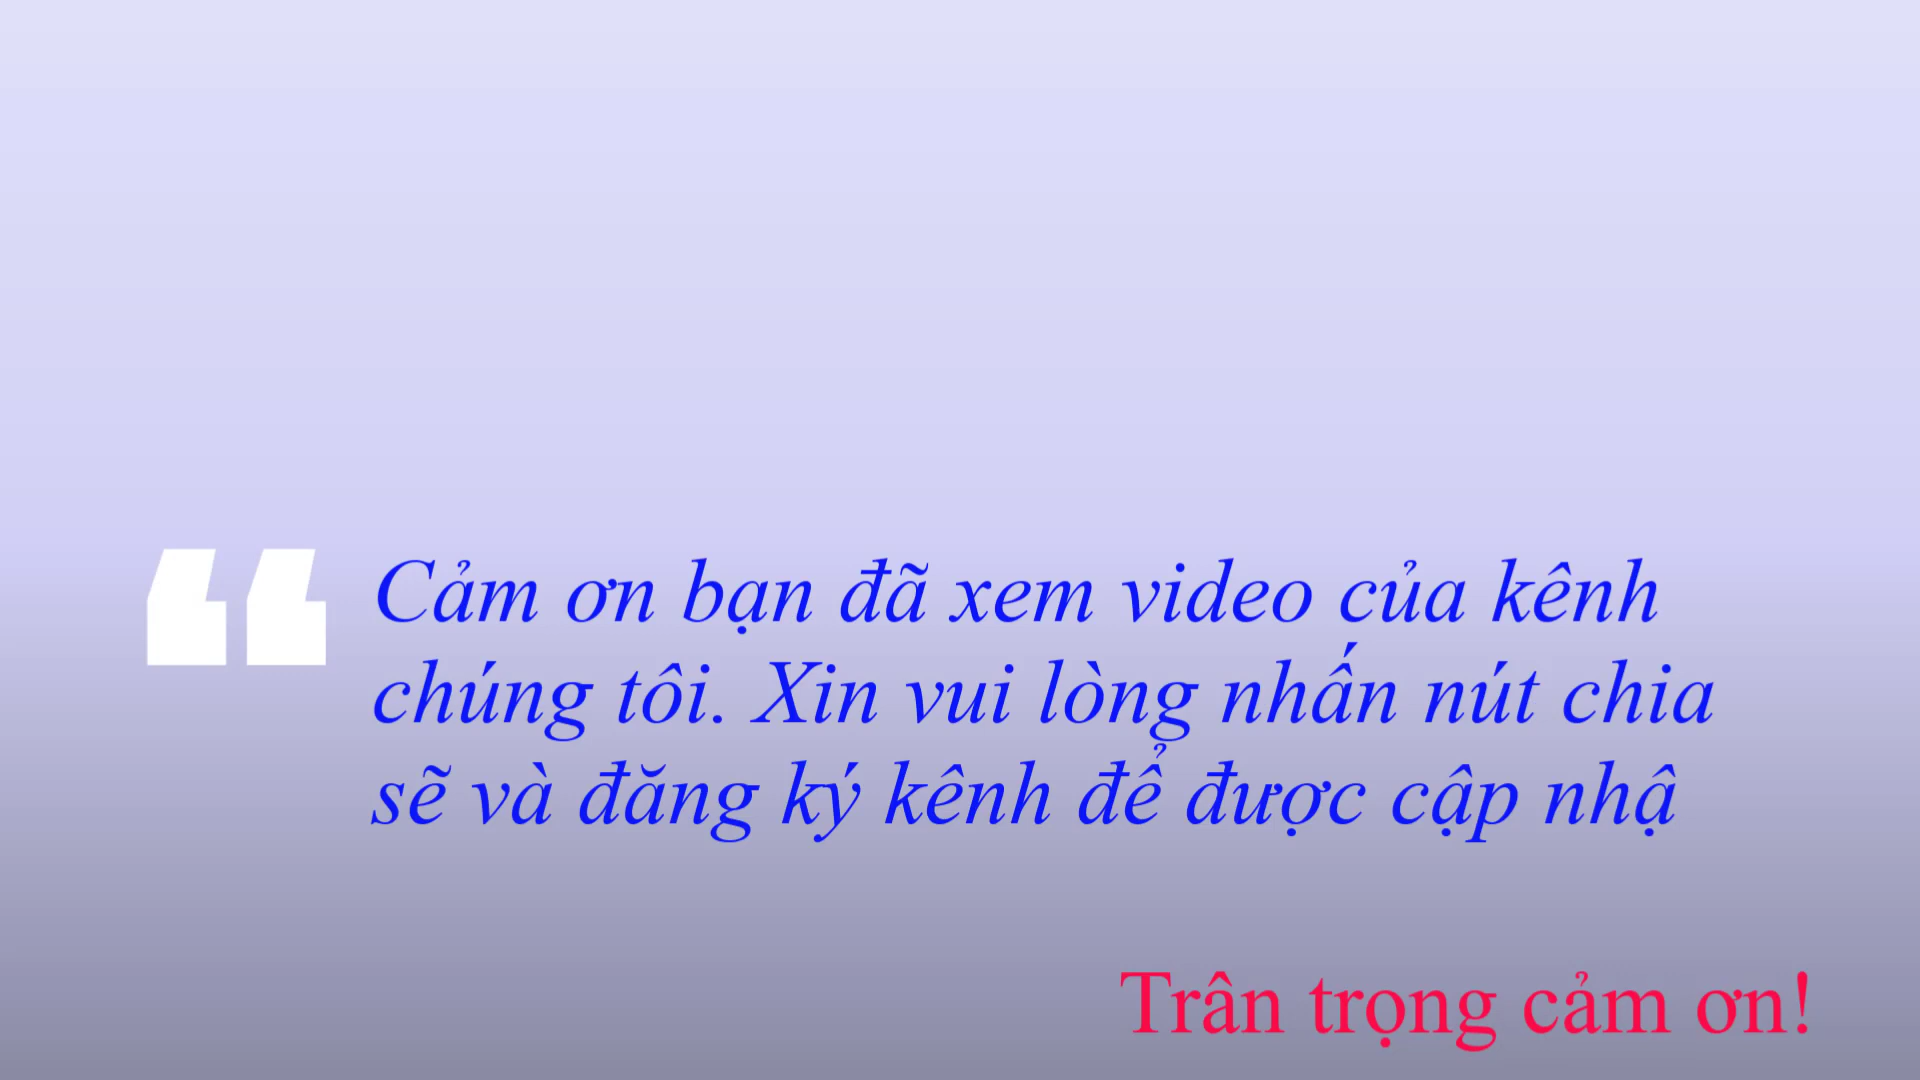 “
Cảm ơn bạn đã xem video của kênh
chúng tôi. Xin vui lòng nhấn nút chia
sẽ và đăng ký kênh để được cập nhậ
Trân trọng cảm ơn!